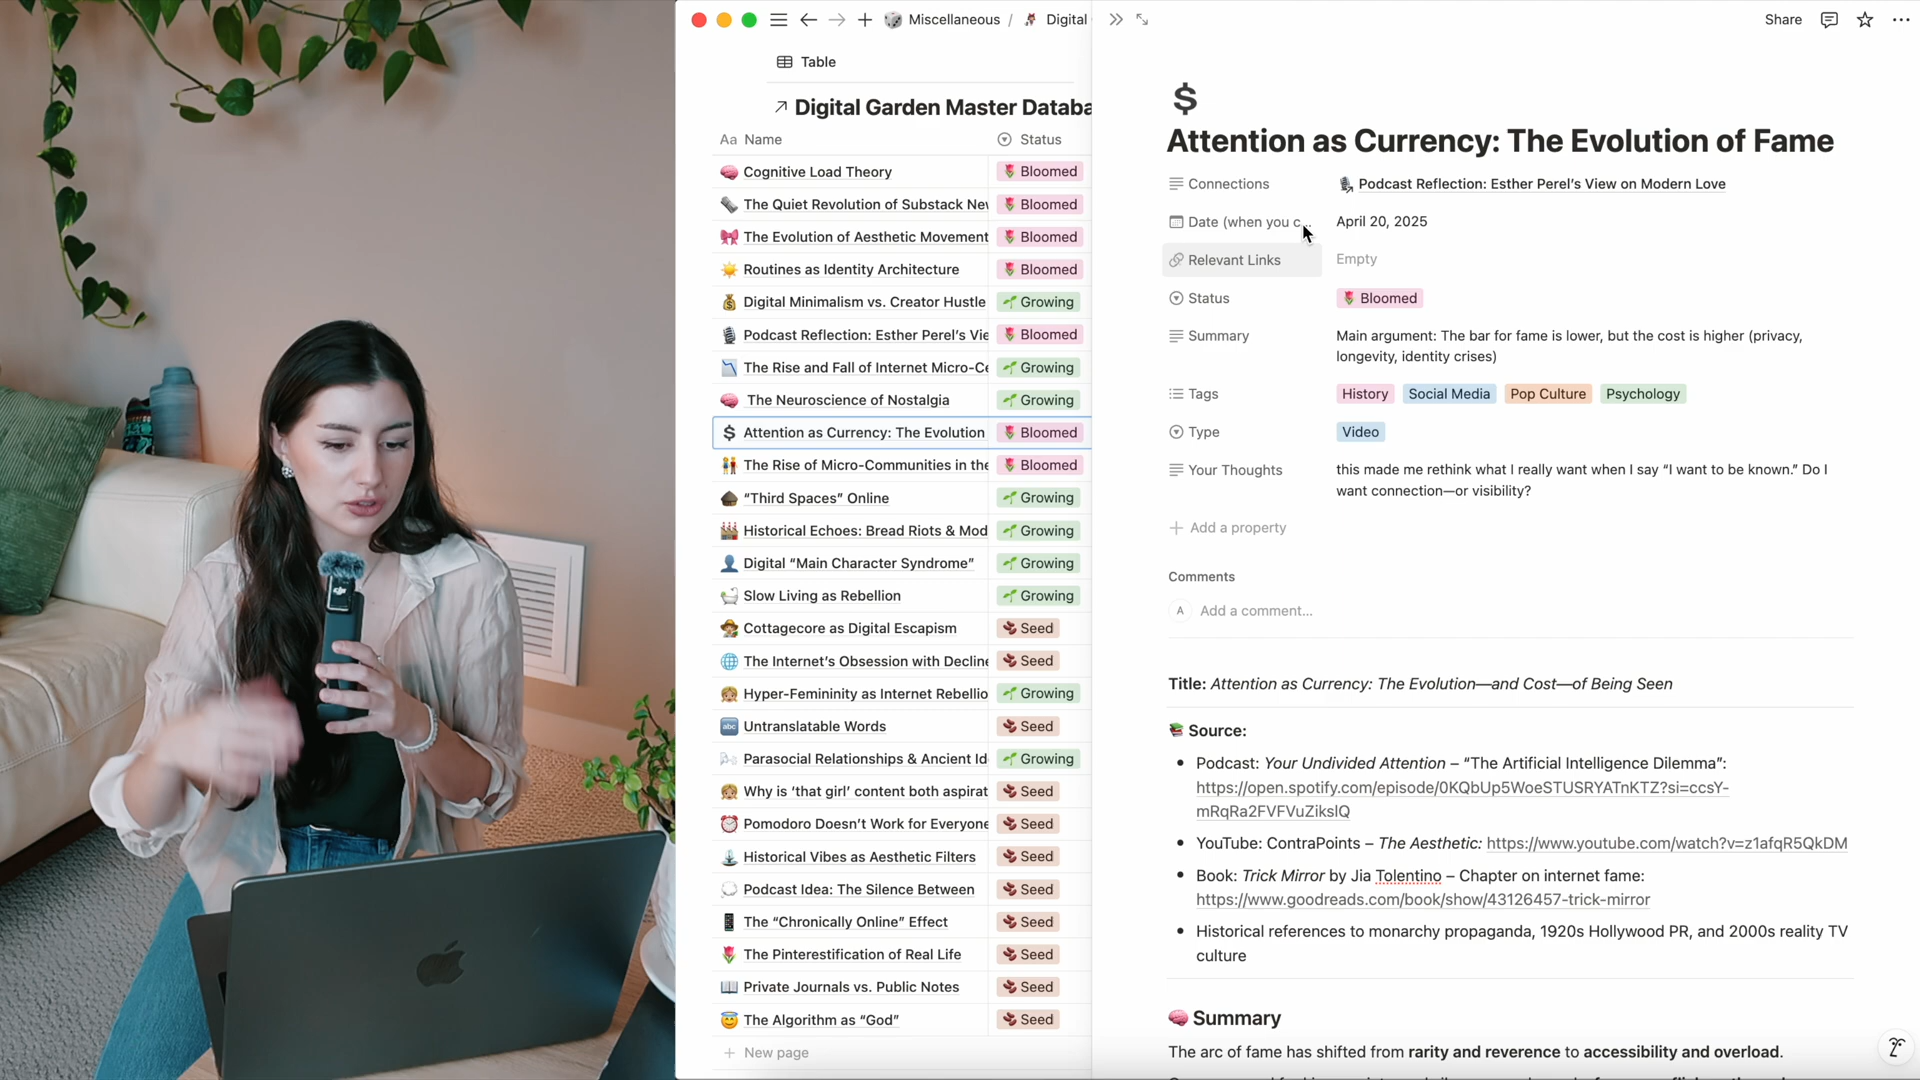 Miscellaneous / Digital
Share
Table
Digital Garden Master Databa
Aa Name Status
Cognitive Load Theory Bloomed
The Quiet Revolution of Substack Nev Bloomed
The Evolution of Aesthetic Movement Bloomed
Routines as Identity Architecture Bloomed
Digital Minimalism vs. Creator Hustle Growing
Podcast Reflection: Esther Perel’s Vie Bloomed
The Rise and Fall of Internet Micro-Ce Growing
The Neuroscience of Nostalgia Growing
$ Attention as Currency: The Evolution Bloomed
The Rise of Micro-Communities in the Bloomed
“Third Spaces” Online Growing
Historical Echoes: Bread Riots & Mod Growing
Digital “Main Character Syndrome” Growing
Slow Living as Rebellion Growing
Cottagecore as Digital Escapism Seed
The Internet’s Obsession with Decline Seed
Hyper-Femininity as Internet Rebellio Growing
abc Untranslatable Words Seed
Parasocial Relationships & Ancient Id Growing
Why is ‘that girl’ content both aspirat Seed
Pomodoro Doesn’t Work for Everyone Seed
Historical Vibes as Aesthetic Filters Seed
Podcast Idea: The Silence Between Seed
The “Chronically Online” Effect Seed
The Pinterestification of Real Life Seed
Private Journals vs. Public Notes Seed
The Algorithm as “God” Seed
New page
$
Attention as Currency: The Evolution of Fame
Connections Podcast Reflection: Esther Perel’s View on Modern Love
Date (when you c... April 20, 2025
Relevant Links Empty
Status Bloomed
Summary Main argument: The bar for fame is lower, but the cost is higher (privacy,
longevity, identity crises)
Tags History Social Media Pop Culture Psychology
Type Video
Your Thoughts this made me rethink what I really want when I say “I want to be known.” Do I
want connection—or visibility?
Add a property
Comments
A Add a comment...
Title: Attention as Currency: The Evolution—and Cost—of Being Seen
Source:
Podcast: Your Undivided Attention – “The Artificial Intelligence Dilemma”:
https://open.spotify.com/episode/0KQbUp5WoeSTUSRYATnKTZ?si=ccsY-
mRqRa2FVFVuZikslQ
YouTube: ContraPoints – The Aesthetic: https://www.youtube.com/watch?v=z1afqR5QkDM
Book: Trick Mirror by Jia Tolentino – Chapter on internet fame:
https://www.goodreads.com/book/show/43126457-trick-mirror
Historical references to monarchy propaganda, 1920s Hollywood PR, and 2000s reality TV
culture
Summary
The arc of fame has shifted from rarity and reverence to accessibility and overload.
dji